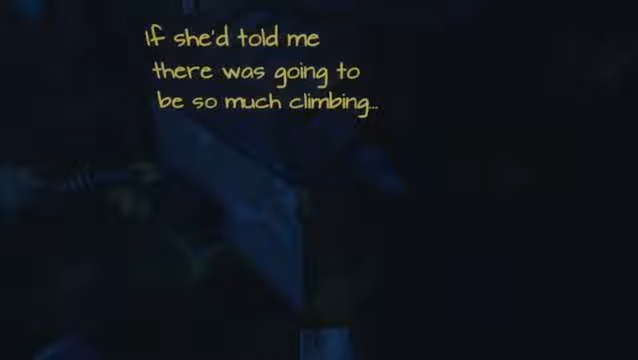 If she'd told me
there was going to
be so much climbing...